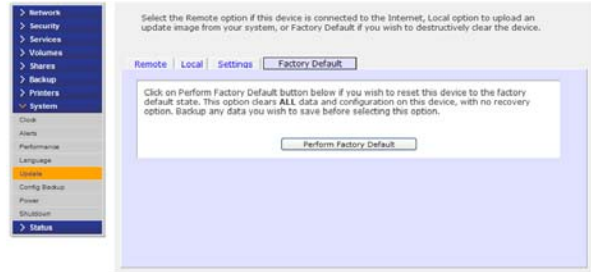 > Network
> Security
> Services
> Volumes
> Shares
> Backup
> Printers
System
Clock
Alerts
Performance
Language
Update
Config Backup
Power
Shutdown
> Status
Select the Remote option if this device is connected to the Internet, Local option to upload an
update image from your system, or Factory Default if you wish to destructively clear the device.
Remote | Local | Settings | Factory Default
Click on Perform Factory Default button below if you wish to reset this device to the factory
default state. This option clears ALL data and configuration on this device, with no recovery
option. Backup any data you wish to save before selecting this option.
Perform Factory Default